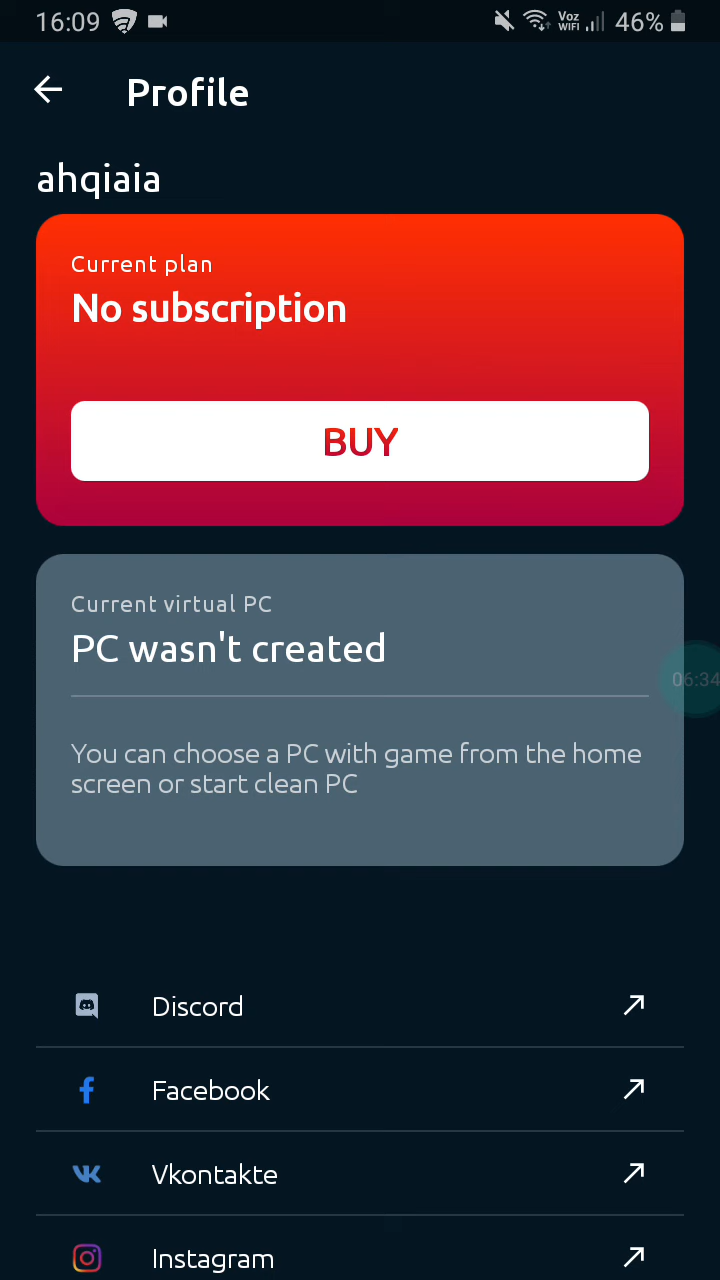 16:09 Voz WIFI 46%
Profile
ahqiaia
Current plan
No subscription
BUY
Current virtual PC
PC wasn't created
06:34
You can choose a PC with game from the home
screen or start clean PC
Discord
Facebook
Vkontakte
Instagram